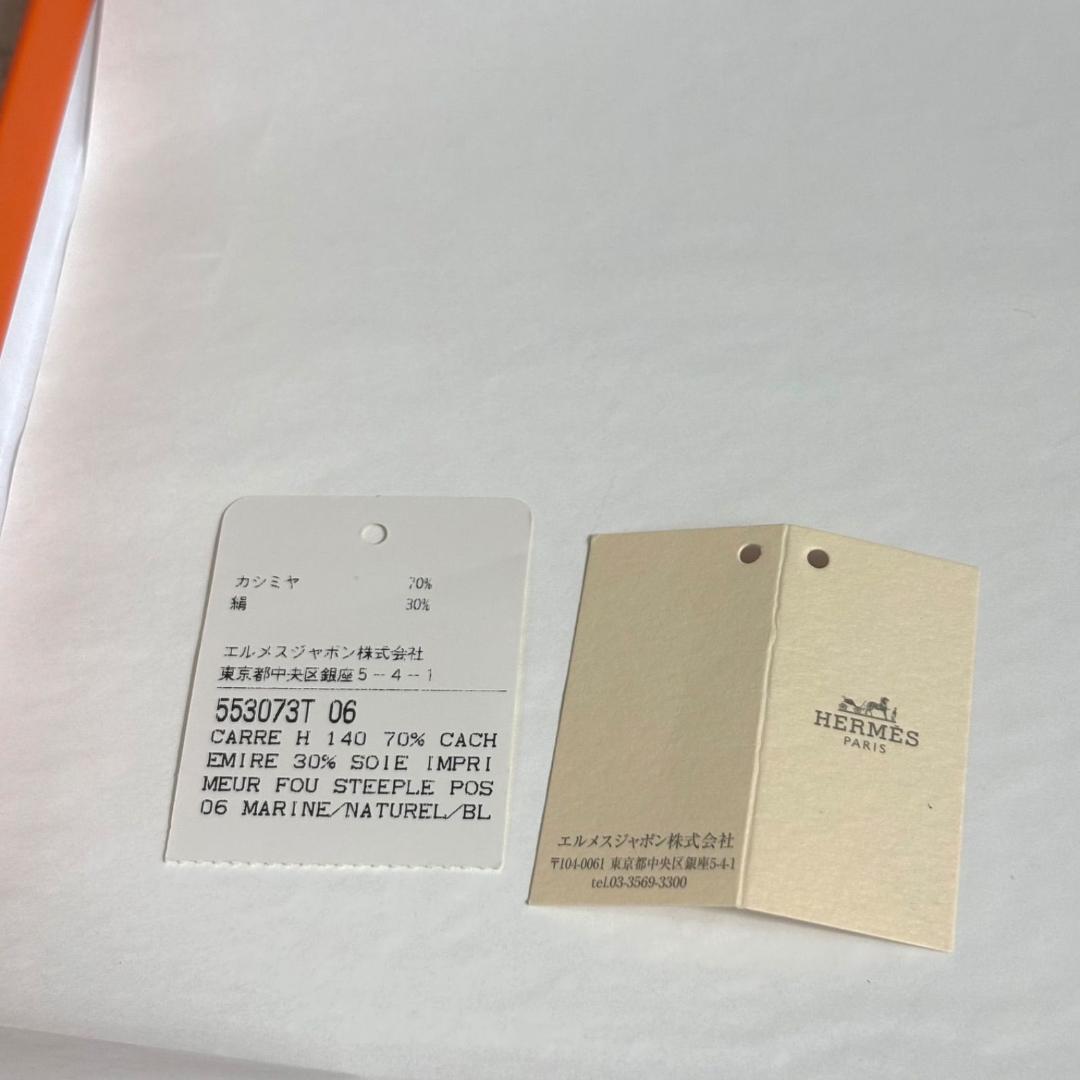 カシミヤ 70%
絹 30%
エルメスジャポン株式会社
東京都中央区銀座5-4-1
553073T 06
CARRE H 140 70% CACH
EMIRE 30% SOIE IMPRI
MEUR FOU STEEPLE POS
06 MARINE/NATUREL/BL
HERMÈS
PARIS
エルメスジャポン株式会社
〒104-0061 東京都中央区銀座5-4-1
tel.03-3569-3300